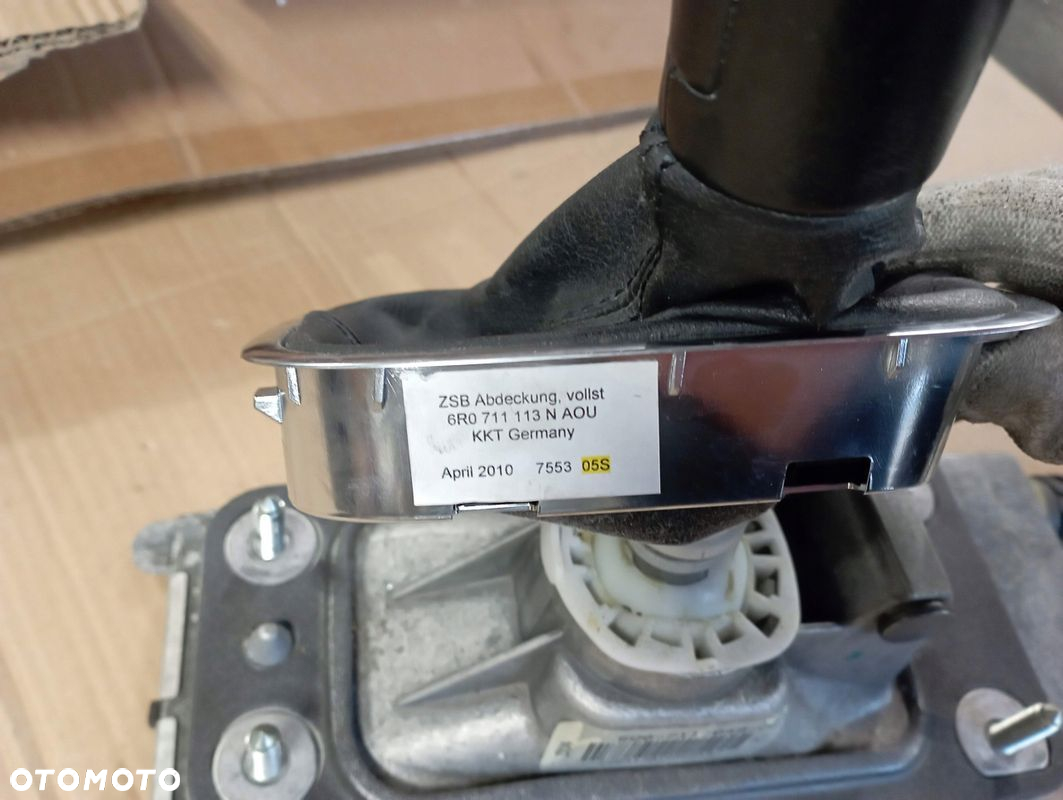 ZSB Abdeckung, vollst
6R0 711 113 N AOU
KKT Germany
April 2010 7553 05S
OTOMOTO